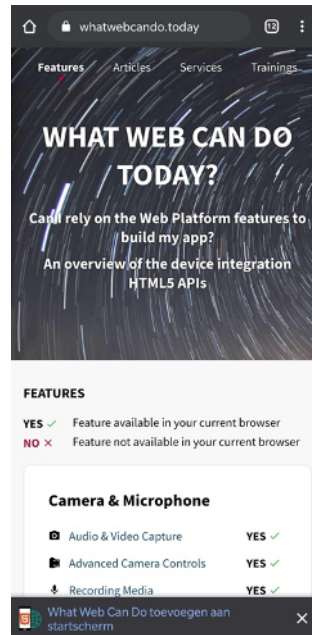 whatwebcando.today 12
Features Articles Services Trainings
WHAT WEB CAN DO
TODAY?
Can I rely on the Web Platform features to
build my app?
An overview of the device integration
HTML5 APIs
FEATURES
YES ✓ Feature available in your current browser
NO × Feature not available in your current browser
Camera & Microphone
Audio & Video Capture YES ✓
Advanced Camera Controls YES ✓
Recording Media YES ✓
What Web Can Do toevoegen aan
startscherm ×